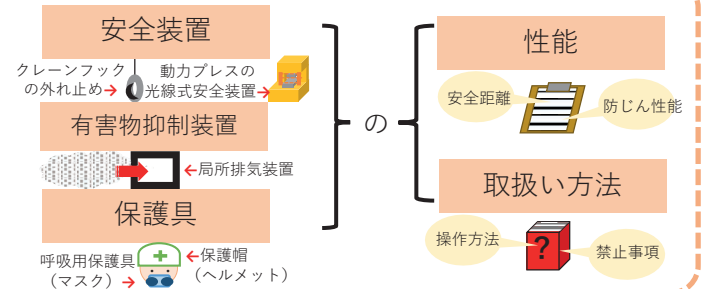 安全装置
クレーンフック
の外れ止め→
動力プレスの
光線式安全装置→
有害物抑制装置
←局所排気装置
保護具
呼吸用保護具
（マスク）→
←保護帽
（ヘルメット）
の
性能
安全距離
防じん性能
取扱い方法
操作方法
?
禁止事項